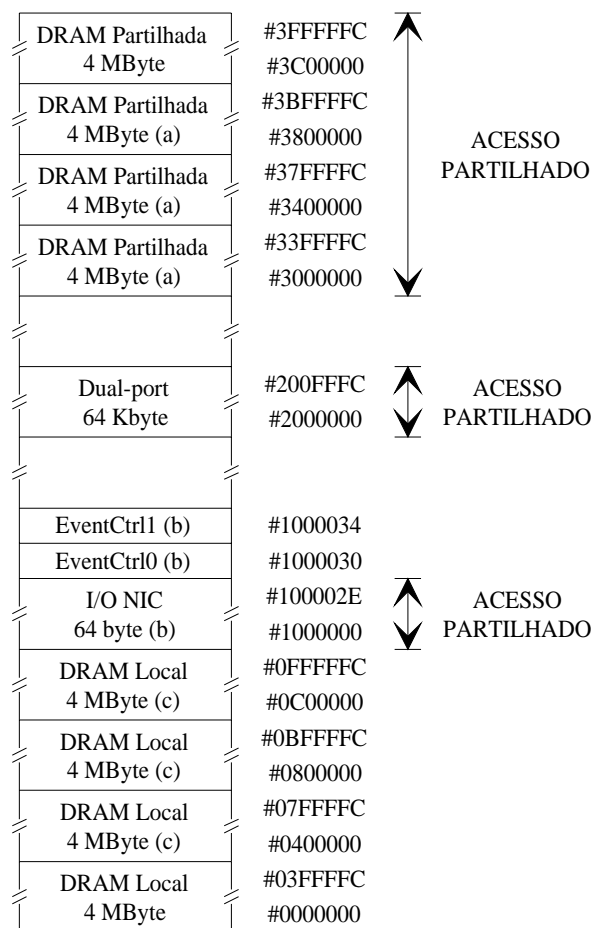 DRAM Partilhada
4 MByte
#3FFFFFC
#3C00000
DRAM Partilhada
4 MByte (a)
#3BFFFFC
#3800000
DRAM Partilhada
4 MByte (a)
#37FFFFC
#3400000
DRAM Partilhada
4 MByte (a)
#33FFFFC
#3000000
ACESSO
PARTILHADO
Dual-port
64 Kbyte
#200FFFC
#2000000
ACESSO
PARTILHADO
EventCtrl1 (b)
#1000034
EventCtrl0 (b)
#1000030
I/O NIC
64 byte (b)
#100002E
#1000000
ACESSO
PARTILHADO
DRAM Local
4 MByte (c)
#0FFFFFC
#0C00000
DRAM Local
4 MByte (c)
#0BFFFFC
#0800000
DRAM Local
4 MByte (c)
#07FFFFC
#0400000
DRAM Local
4 MByte
#03FFFFC
#0000000